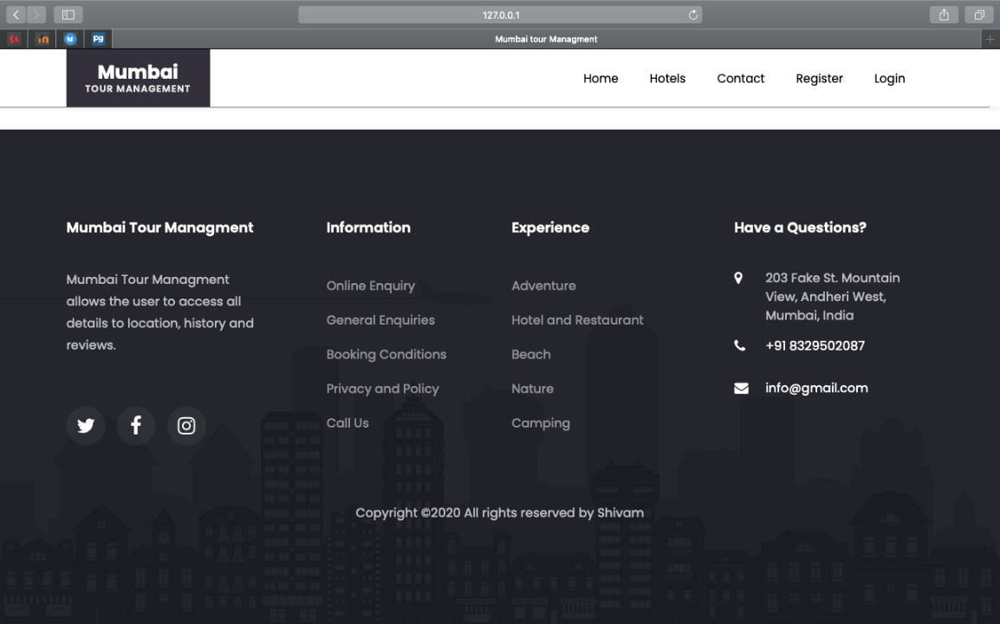 127.0.0.1
Pg
Mumbai tour Managment
Mumbai
TOUR MANAGEMENT
Home
Hotels
Contact
Register
Login
Mumbai Tour Managment
Mumbai Tour Managment
allows the user to access all
details to location, history and
reviews.
Information
Online Enquiry
General Enquiries
Booking Conditions
Privacy and Policy
Call Us
Experience
Adventure
Hotel and Restaurant
Beach
Nature
Camping
Have a Questions?
203 Fake St. Mountain
View, Andheri West,
Mumbai, India
+91 8329502087
info@gmail.com
Copyright ©2020 All rights reserved by Shivam